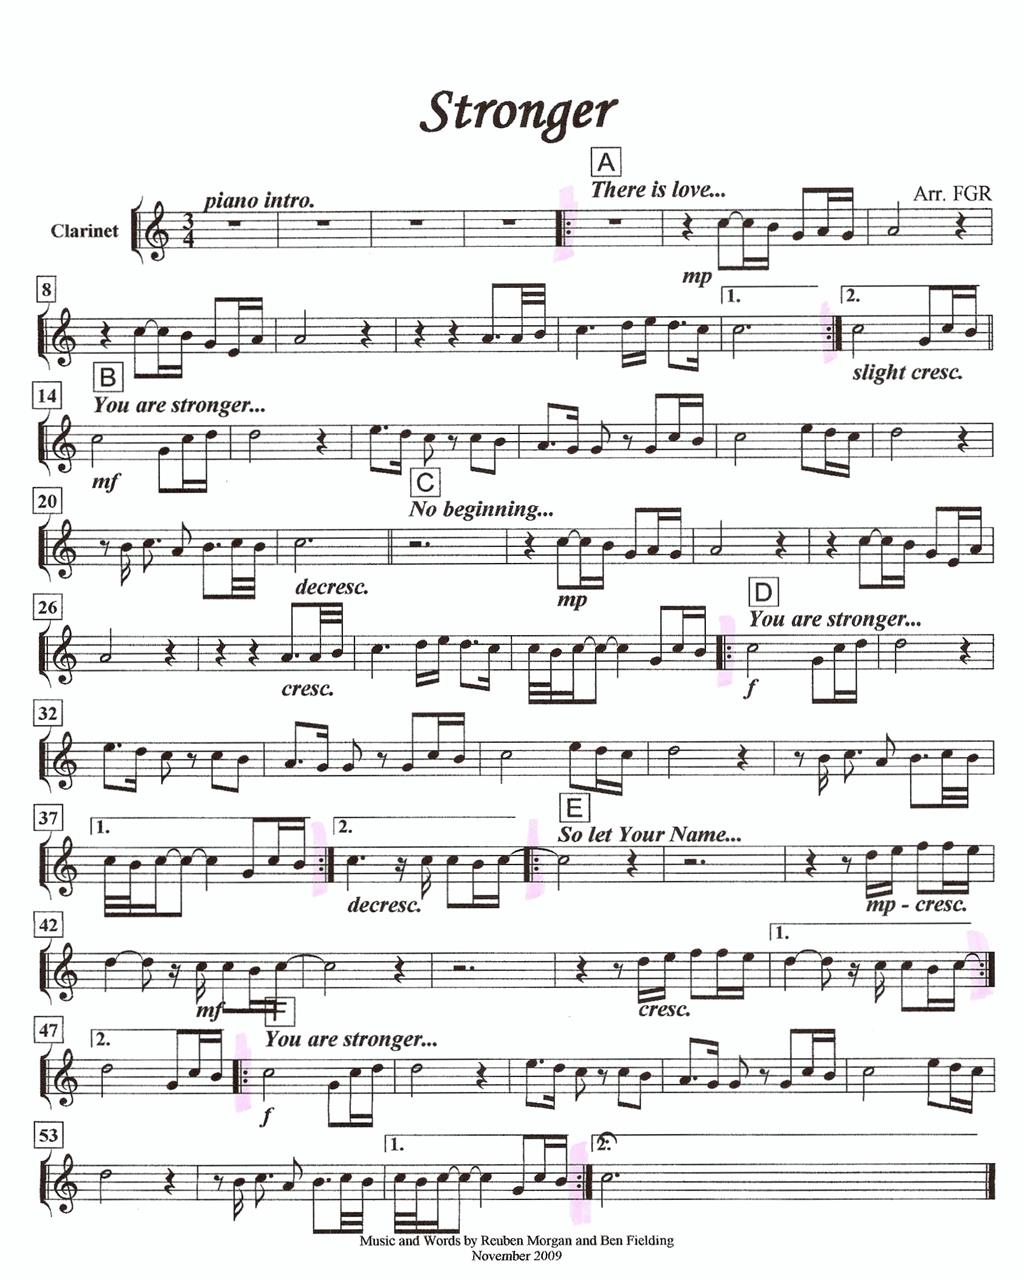 Stronger
A
piano intro.
There is love...
Arr. FGR
Clarinet
3
4
mp
8
1.
2.
slight cresc.
B
14
You are stronger...
mf
C
20
No beginning...
decresc.
mp
D
26
You are stronger...
cresc.
f
32
E
37
1.
2.
So let Your Name...
decresc.
mp - cresc.
42
1.
mf
cresc.
F
47
2.
You are stronger...
f
53
1.
2.
Music and Words by Reuben Morgan and Ben Fielding
November 2009